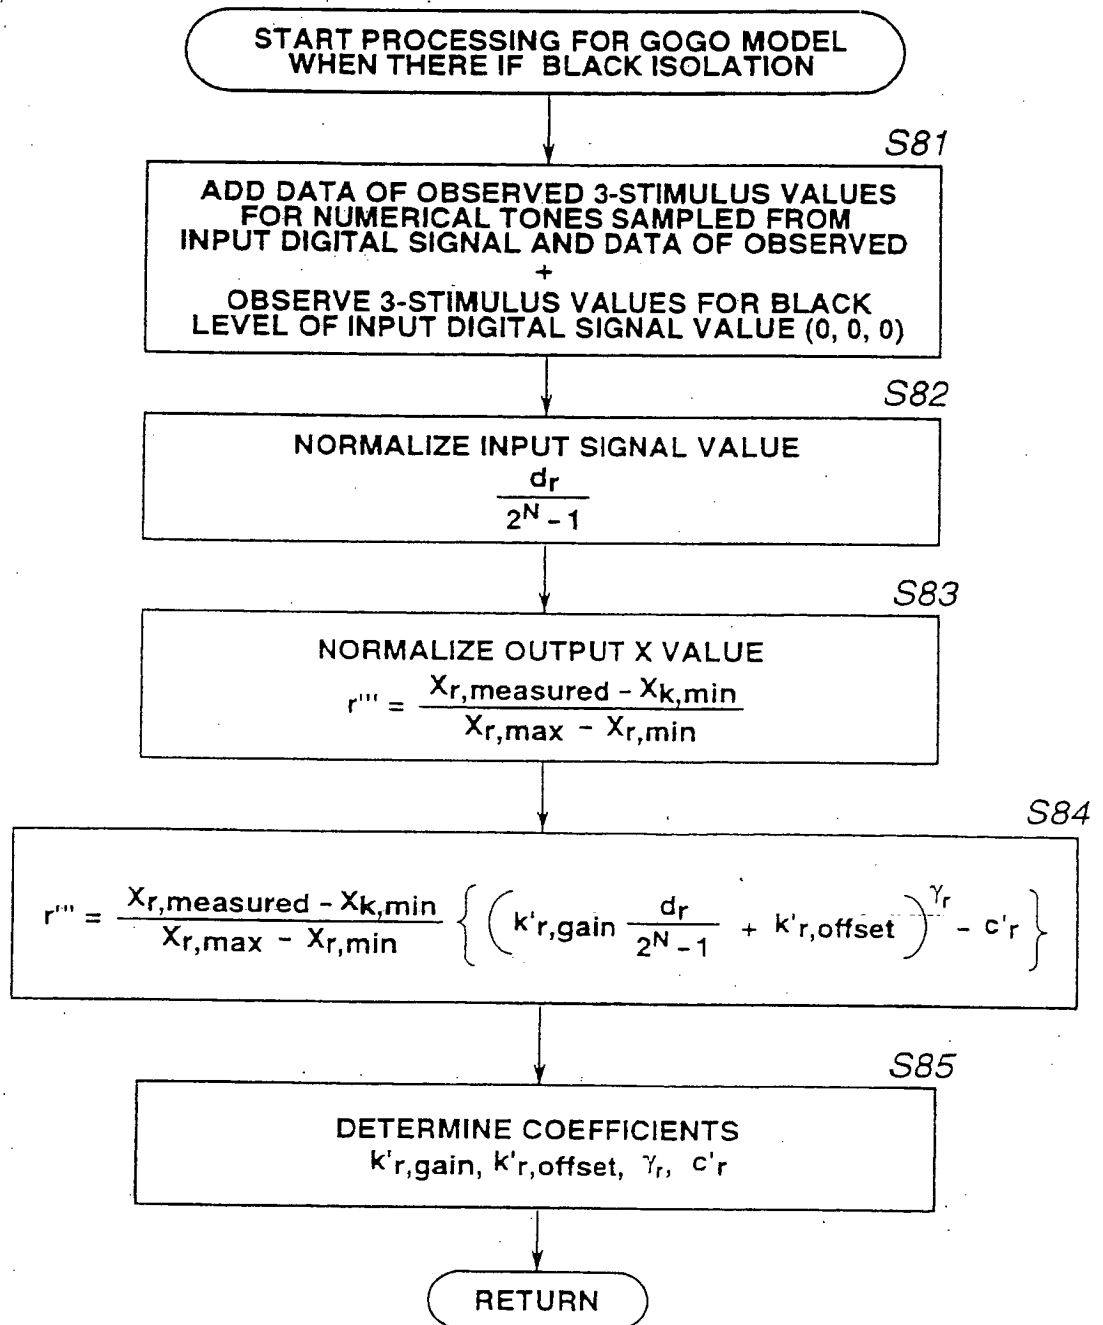 START PROCESSING FOR GOGO MODEL
WHEN THERE IF BLACK ISOLATION
S81
ADD DATA OF OBSERVED 3-STIMULUS VALUES
FOR NUMERICAL TONES SAMPLED FROM
INPUT DIGITAL SIGNAL AND DATA OF OBSERVED
+
OBSERVE 3-STIMULUS VALUES FOR BLACK
LEVEL OF INPUT DIGITAL SIGNAL VALUE (0, 0, 0)
S82
NORMALIZE INPUT SIGNAL VALUE
dr
2^N - 1
S83
NORMALIZE OUTPUT X VALUE
r''' = (Xr,measured - Xk,min) / (Xr,max - Xr,min)
S84
r''' = (Xr,measured - Xk,min) / (Xr,max - Xr,min) { (k'r,gain dr / (2^N - 1) + k'r,offset)^γr - c'r }
S85
DETERMINE COEFFICIENTS
k'r,gain, k'r,offset, γr, c'r
RETURN